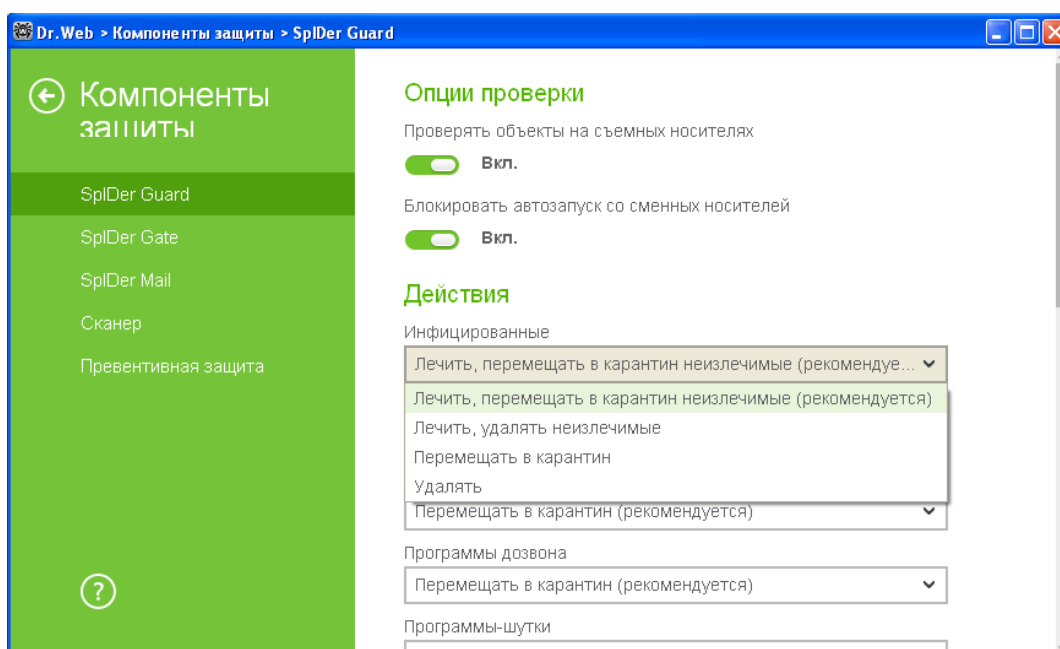 Dr.Web > Компоненты защиты > SpIDer Guard
Компоненты
защиты
SpIDer Guard
SpIDer Gate
SpIDer Mail
Сканер
Превентивная защита
?
Опции проверки
Проверять объекты на съемных носителях
Вкл.
Блокировать автозапуск со сменных носителей
Вкл.
Действия
Инфицированные
Лечить, перемещать в карантин неизлечимые (рекомендуе...
Лечить, перемещать в карантин неизлечимые (рекомендуется)
Лечить, удалять неизлечимые
Перемещать в карантин
Удалять
Перемещать в карантин (рекомендуется)
Программы дозвона
Перемещать в карантин (рекомендуется)
Программы-шутки